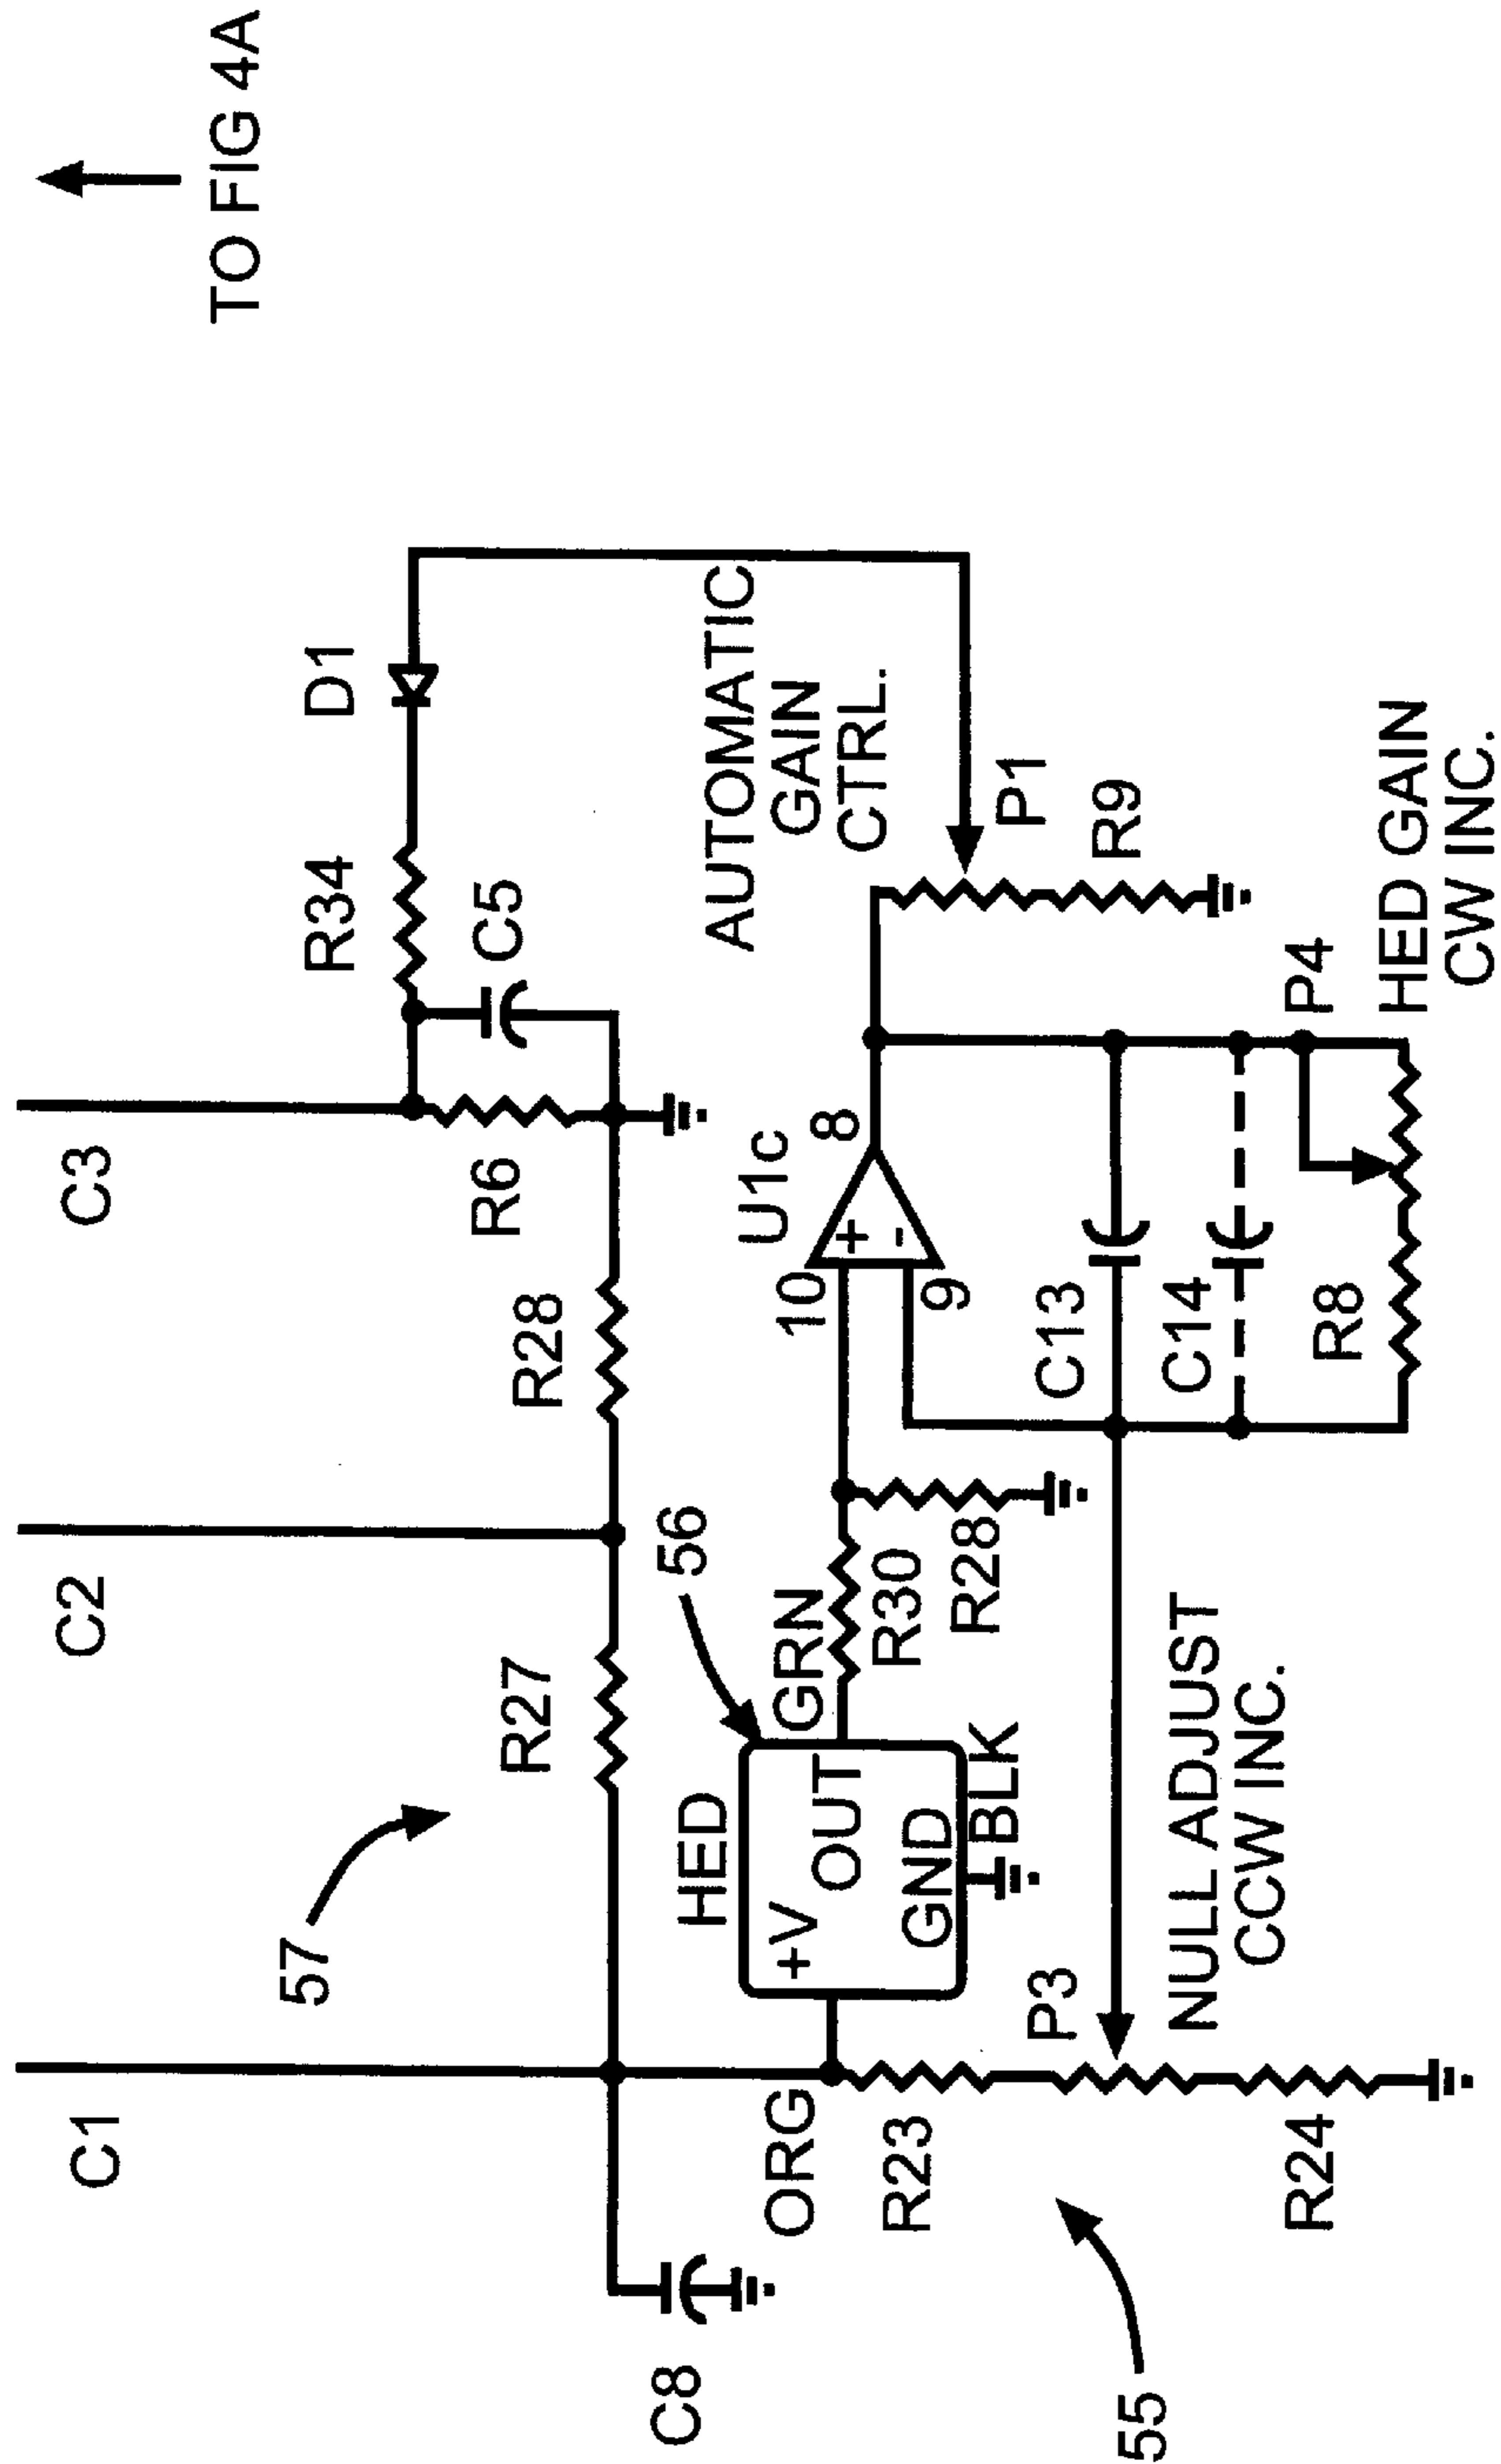 TO FIG 4A
C1
C2
C3
57
R27
R28
R6
R34
D1
C5
C8
HED
56
ORG
+V
OUT
GND
GRN
BLK
R30
R28
U1c
10
9
8
+
-
AUTOMATIC
GAIN
CTRL.
P1
R9
R23
P3
R24
55
NULL ADJUST
CCW INC.
C13
C14
R8
P4
HED GAIN
CW INC.